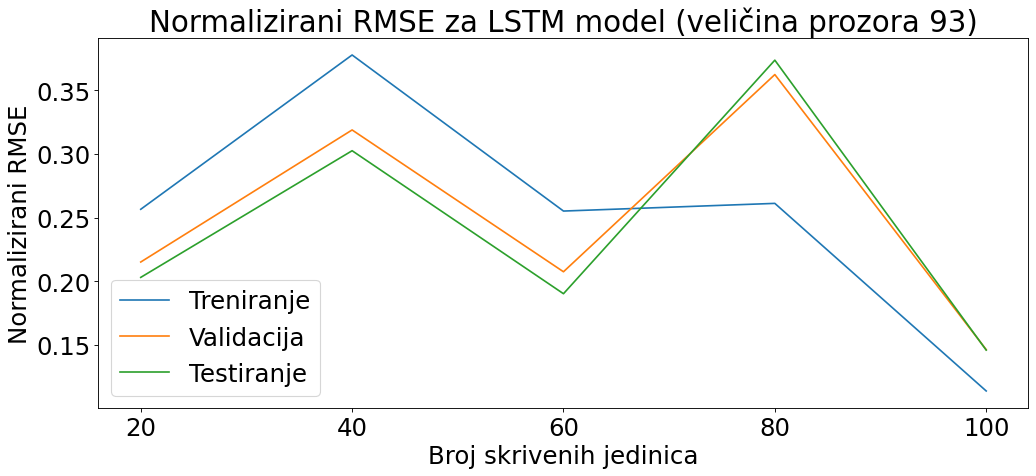 Normalizirani RMSE za LSTM model (veličina prozora 93)
Normalizirani RMSE
0.35
0.30
0.25
0.20
0.15
Treniranje
Validacija
Testiranje
20 40 60 80 100
Broj skrivenih jedinica